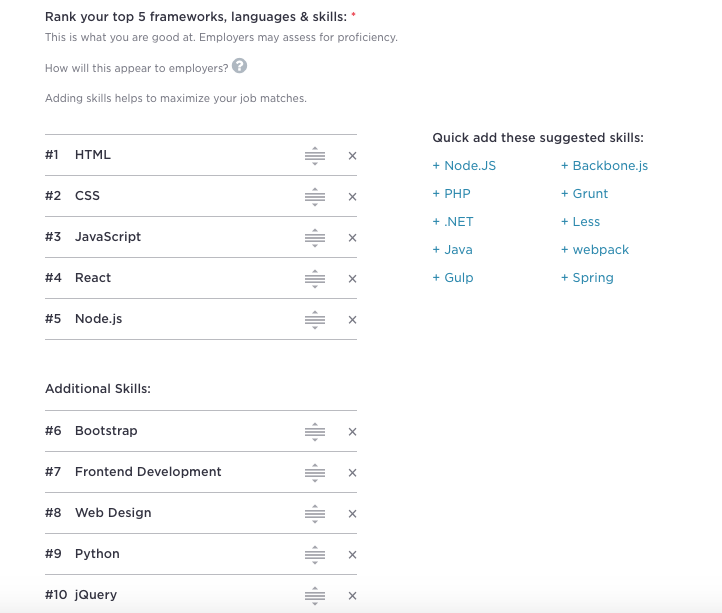 Rank your top 5 frameworks, languages & skills: *
This is what you are good at. Employers may assess for proficiency.
How will this appear to employers? ?
Adding skills helps to maximize your job matches.
#1 HTML ×
#2 CSS ×
#3 JavaScript ×
#4 React ×
#5 Node.js ×
Additional Skills:
#6 Bootstrap ×
#7 Frontend Development ×
#8 Web Design ×
#9 Python ×
#10 jQuery ×
Quick add these suggested skills:
+ Node.JS + Backbone.js
+ PHP + Grunt
+ .NET + Less
+ Java + webpack
+ Gulp + Spring